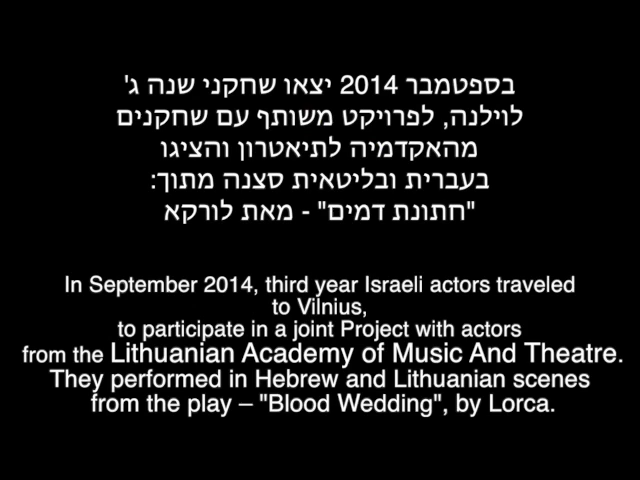 בספטמבר 2014 יצאו שחקני שנה ג'
לוילנה, לפרויקט משותף עם שחקנים
מהאקדמיה לתיאטרון והציגו
בעברית ובליטאית סצנה מתוך:
"חתונת דמים" - מאת לורקא
In September 2014, third year Israeli actors traveled
to Vilnius,
to participate in a joint Project with actors
from the Lithuanian Academy of Music And Theatre.
They performed in Hebrew and Lithuanian scenes
from the play – "Blood Wedding", by Lorca.